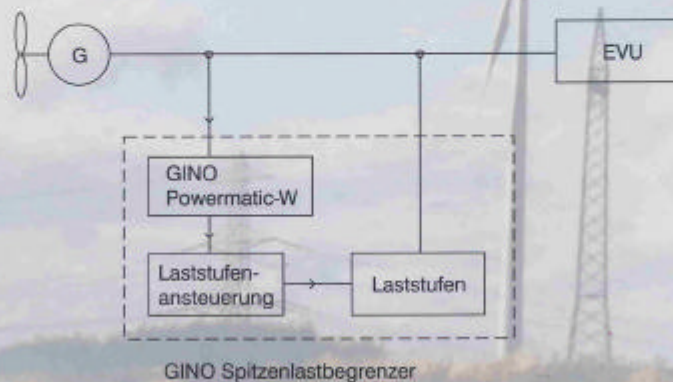 G
EVU
GINO
Powermatic-W
Laststufen-
ansteuerung
Laststufen
GINO Spitzenlastbegrenzer